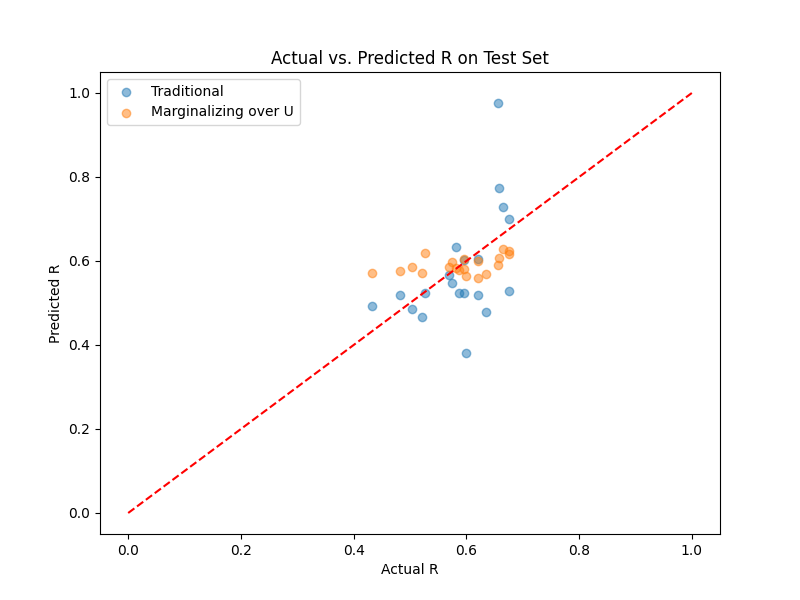 Actual vs. Predicted R on Test Set
Traditional
Marginalizing over U
1.0
0.8
0.6
0.4
0.2
0.0
Predicted R
0.0 0.2 0.4 0.6 0.8 1.0
Actual R